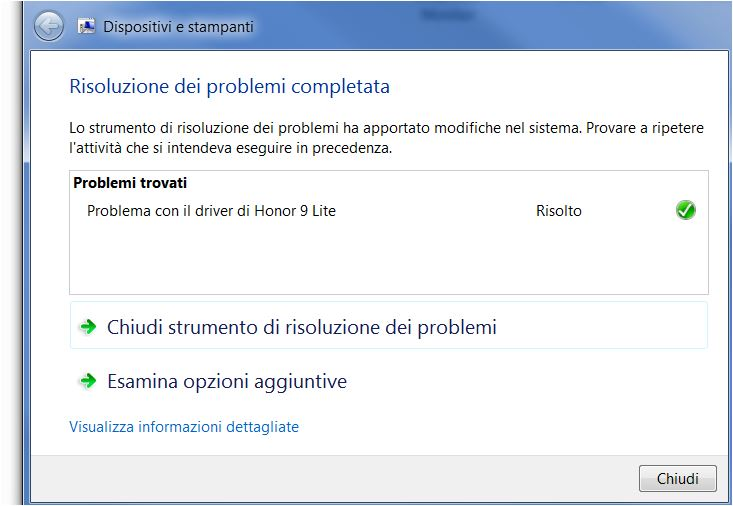 Dispositivi e stampanti
Risoluzione dei problemi completata
Lo strumento di risoluzione dei problemi ha apportato modifiche nel sistema. Provare a ripetere
l'attività che si intendeva eseguire in precedenza.
Problemi trovati
Problema con il driver di Honor 9 Lite Risolto
Chiudi strumento di risoluzione dei problemi
Esamina opzioni aggiuntive
Visualizza informazioni dettagliate
Chiudi